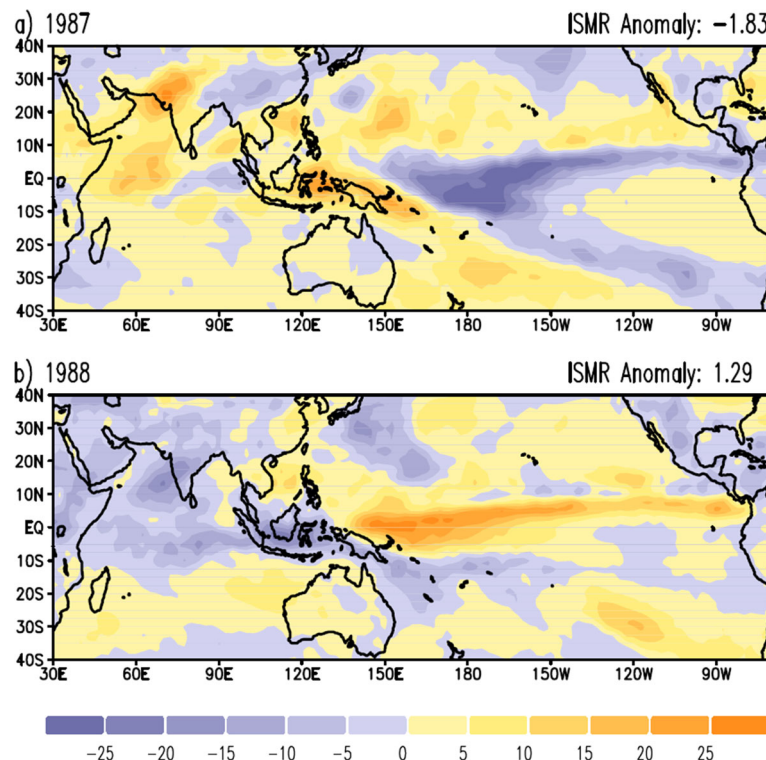 a) 1987 ISMR Anomaly: -1.83
40N
30N
20N
10N
EQ
10S
20S
30S
40S
30E 60E 90E 120E 150E 180 150W 120W 90W
b) 1988 ISMR Anomaly: 1.29
40N
30N
20N
10N
EQ
10S
20S
30S
40S
30E 60E 90E 120E 150E 180 150W 120W 90W
-25 -20 -15 -10 -5 0 5 10 15 20 25